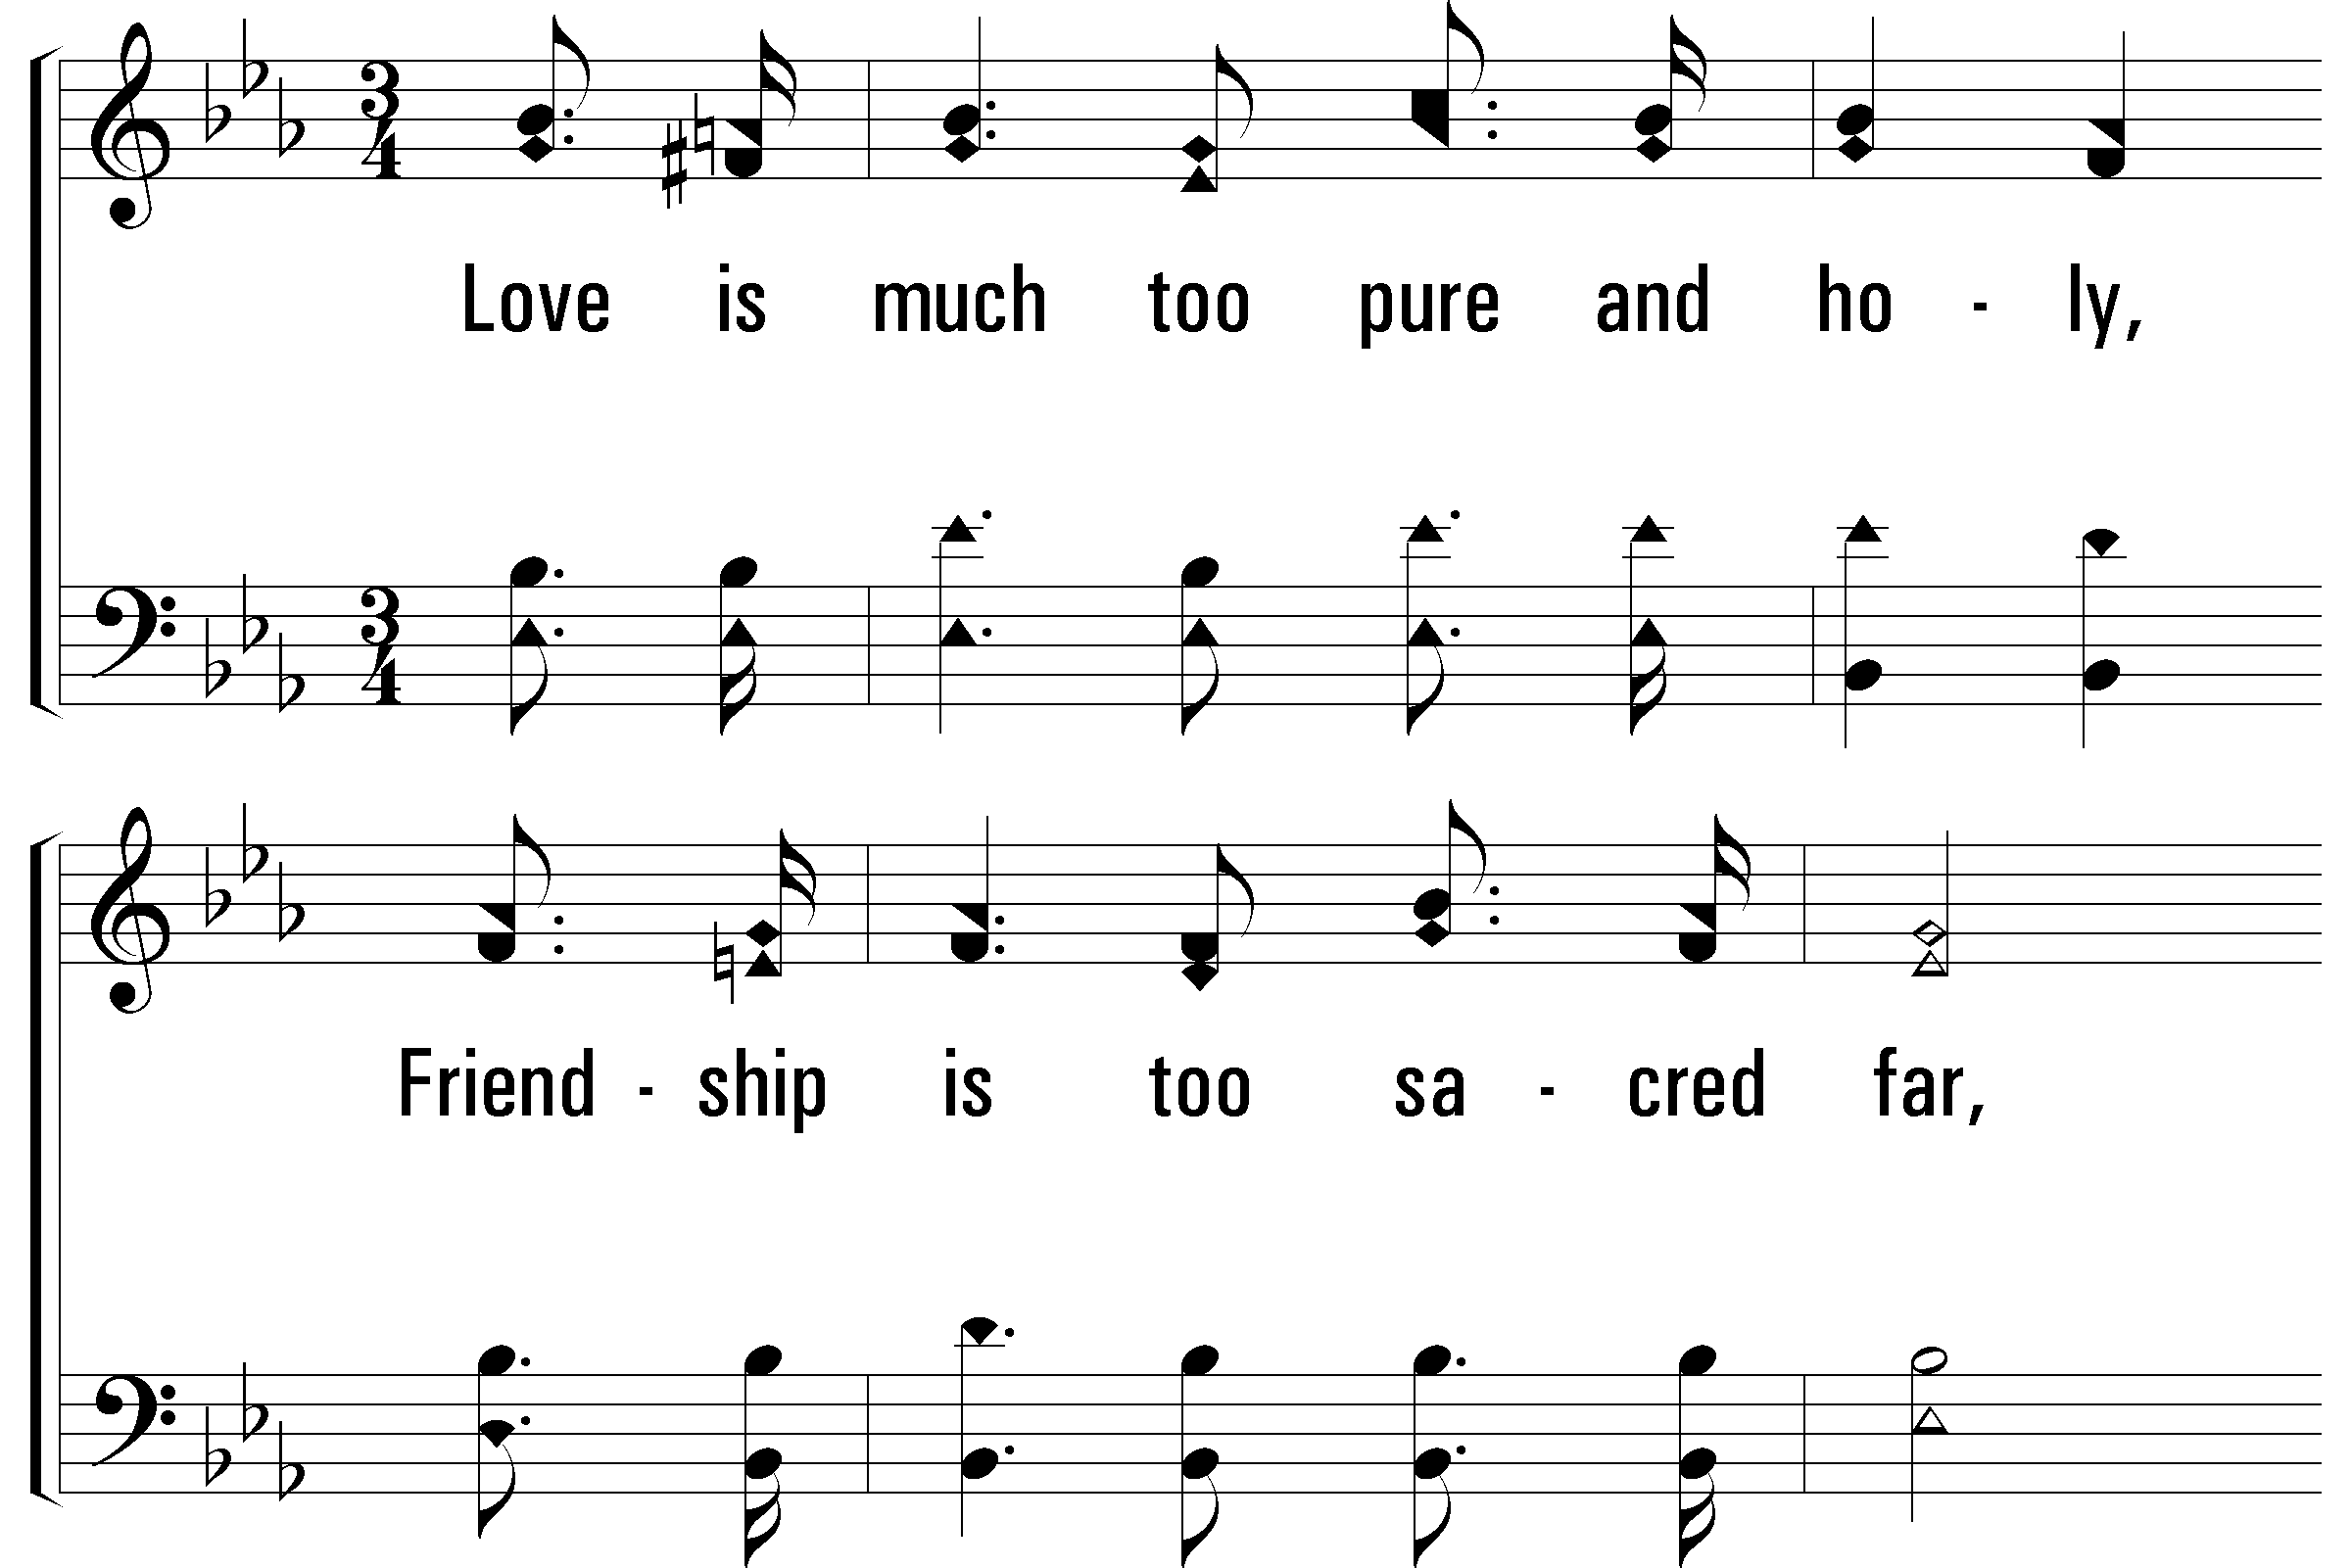 Love is much too pure and ho - ly,
Friend - ship is too sa - cred far,